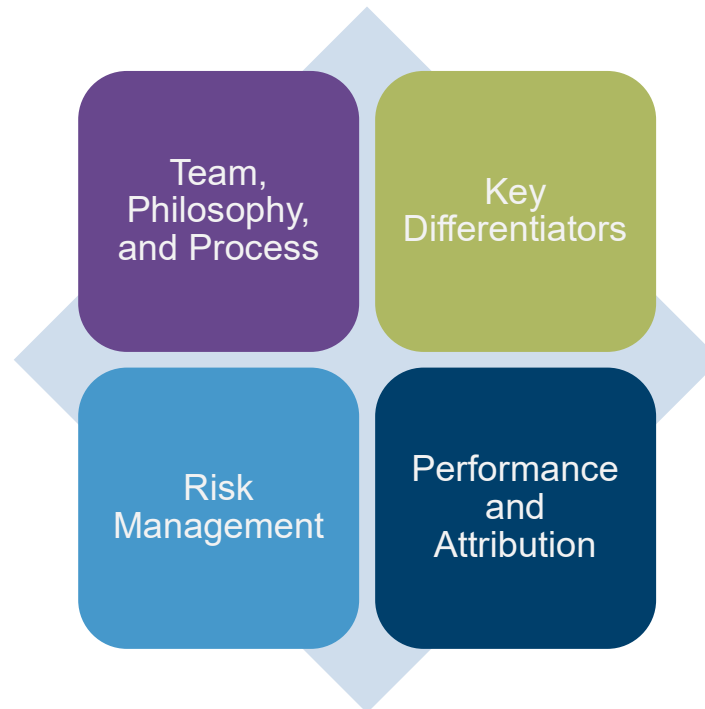 Team,
Philosophy,
and Process
Key
Differentiators
Risk
Management
Performance
and
Attribution